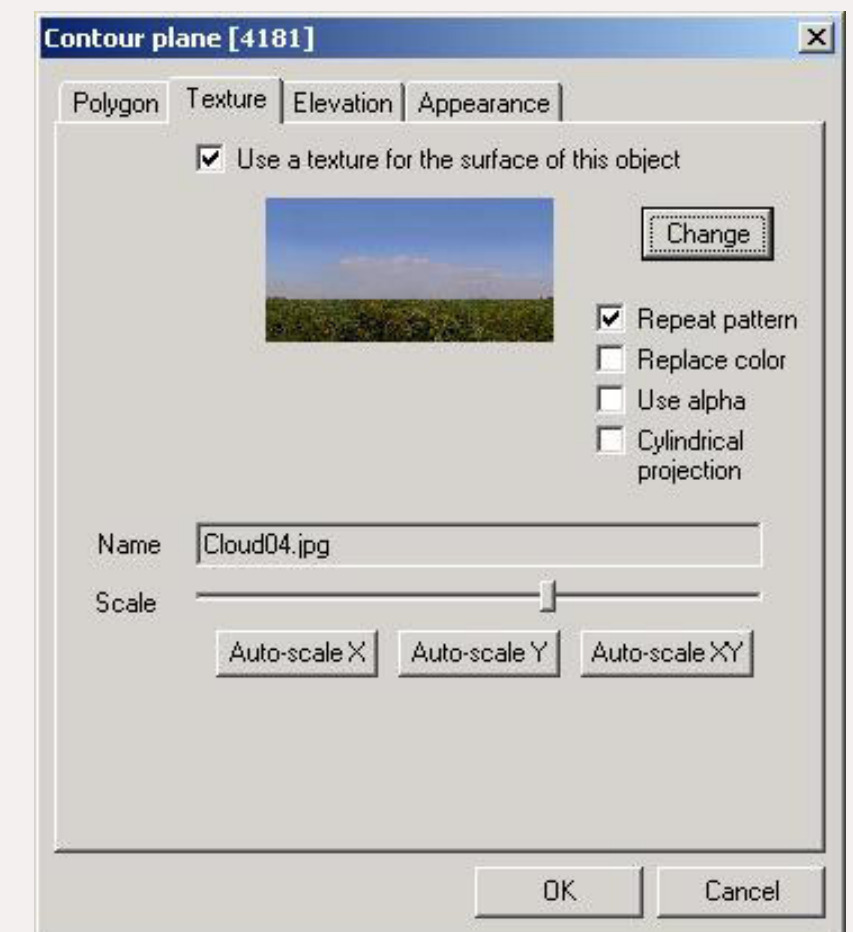 Contour plane [4181]
Polygon Texture Elevation Appearance
Use a texture for the surface of this object
Change
Repeat pattern
Replace color
Use alpha
Cylindrical
projection
Name Cloud04.jpg
Scale
Auto-scale X Auto-scale Y Auto-scale XY
OK Cancel